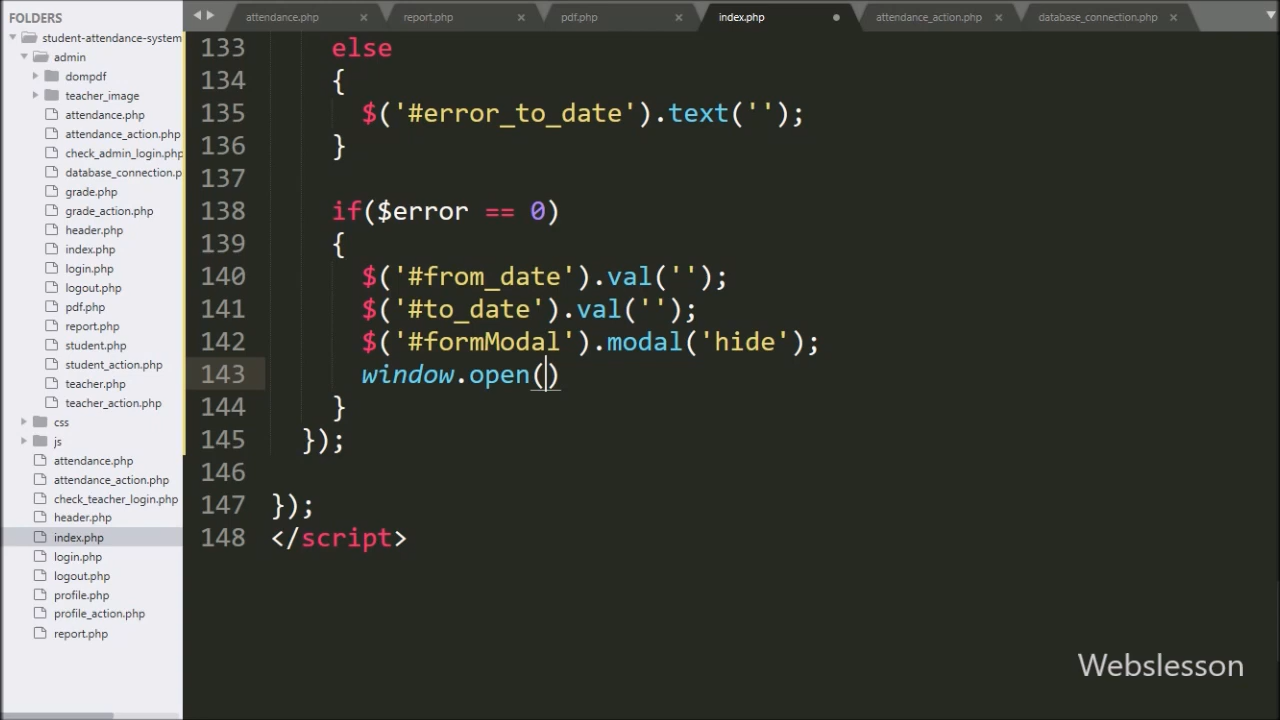 FOLDERS
student-attendance-system
admin
dompdf
teacher_image
attendance.php
attendance_action.php
check_admin_login.php
database_connection.p
grade.php
grade_action.php
header.php
index.php
login.php
logout.php
pdf.php
report.php
student.php
student_action.php
teacher.php
teacher_action.php
css
js
attendance.php
attendance_action.php
check_teacher_login.php
header.php
index.php
login.php
logout.php
profile.php
profile_action.php
report.php
attendance.php × report.php × pdf.php × index.php attendance_action.php × database_connection.php ×
133 else
134 {
135 $('#error_to_date').text('');
136 }
137
138 if($error == 0)
139 {
140 $('#from_date').val('');
141 $('#to_date').val('');
142 $('#formModal').modal('hide');
143 window.open()
144 }
145 });
146
147 });
148 </script>
Webslesson